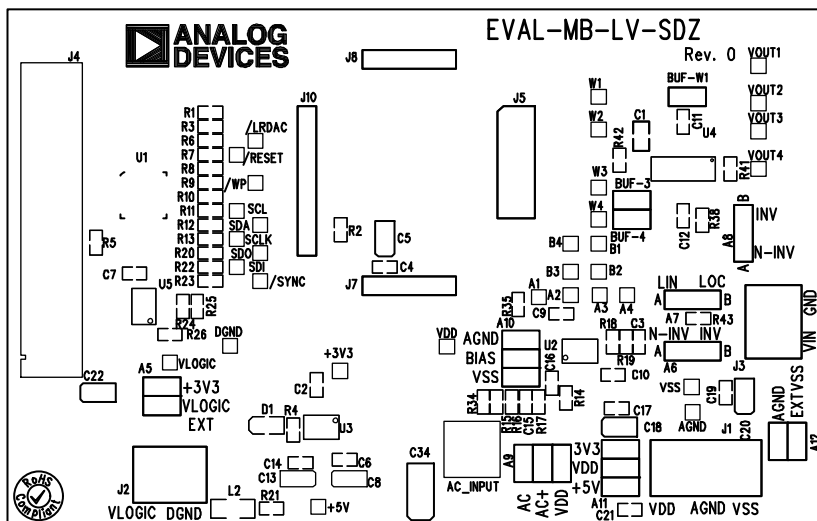 ANALOG
DEVICES
EVAL-MB-LV-SDZ
Rev. 0
J4
J8
J10
J5
W1
W2
W3
W4
BUF-W1
C11
C1
R42
U4
VOUT1
VOUT2
VOUT3
VOUT4
R41
R1
R3
R6
R7
R8
R9
R10
R11
R12
R13
R20
R22
R23
/LRDAC
/RESET
/WP
SCL
SDA
SCLK
SDO
SDI
/SYNC
U1
R5
C7
U5
R24
R25
R26
DGND
R2
C5
C4
J7
BUF-3
BUF-4
C12
R38
B
INV
A8
N-INV
A
B4
B1
B3
B2
A1
A2
A3
A4
R35
C9
LIN
LOC
A
B
A7
R43
N-INV
INV
A
B
A6
GND
VIN
J3
VDD
A10
AGND
BIAS
VSS
U2
C16
R18
C3
R19
C10
R14
R34
R15
R16
C15
R17
VSS
AGND
C19
C20
C17
C18
J1
AGND
EXTVSS
A12
C22
A5
VLOGIC
+3V3
VLOGIC
EXT
+3V3
C2
D1
R4
U3
C14
C13
C6
C8
C34
AC_INPUT
A9
AC
AC+
VDD
3V3
VDD
+5V
A11
C21
VDD
AGND
VSS
J2
VLOGIC
DGND
L2
R21
+5V
RoHS
Compliant